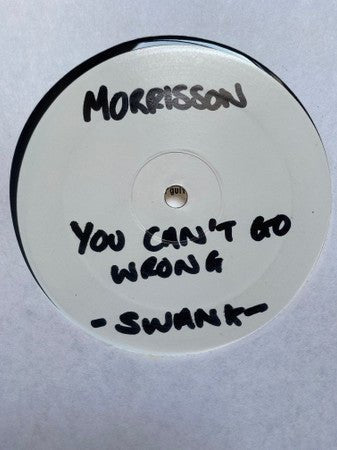 MORRISSON
YOU CAN'T GO
WRONG
- SWANK -